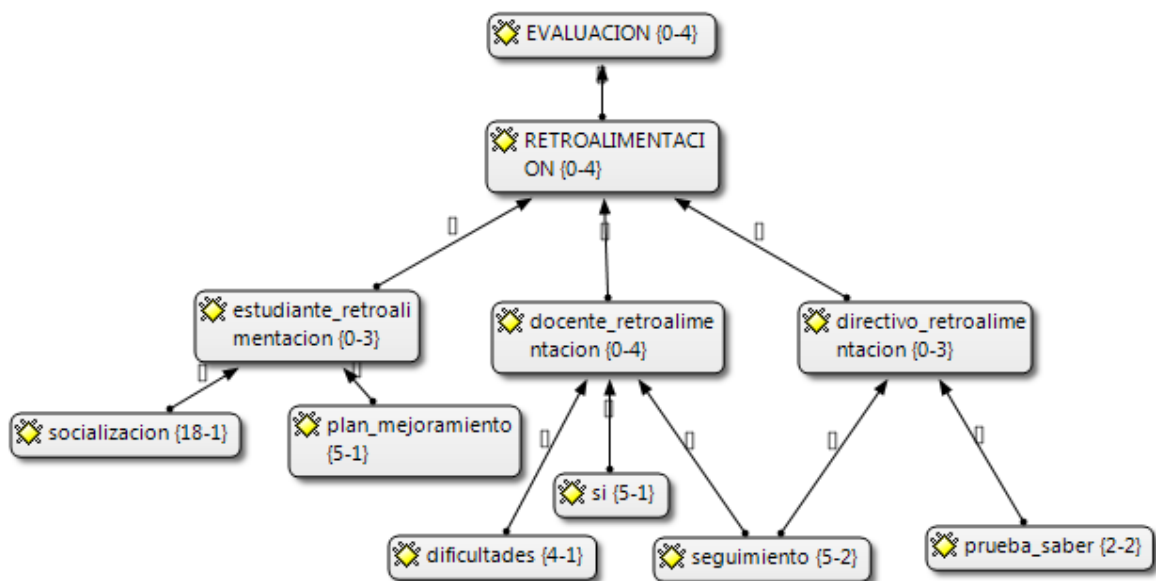 EVALUACION {0-4}
RETROALIMENTACI
ON {0-4}
estudiante_retroali
mentacion {0-3}
docente_retroalime
ntacion {0-4}
directivo_retroalime
ntacion {0-3}
socializacion {18-1}
plan_mejoramiento
{5-1}
si {5-1}
dificultades {4-1}
seguimiento {5-2}
prueba_saber {2-2}